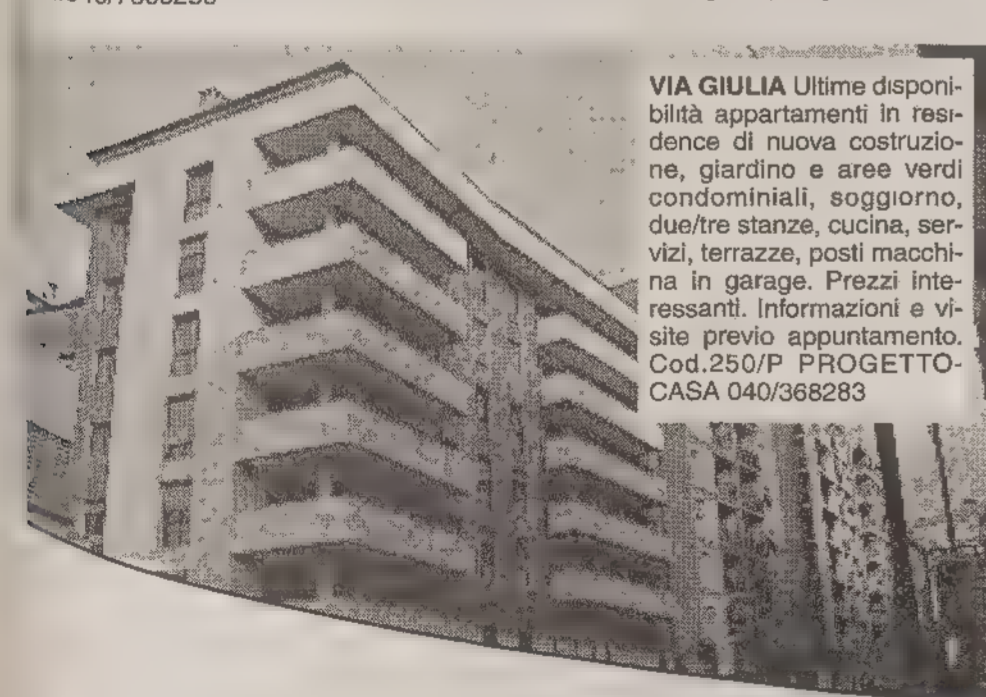 VIA GIULIA Ultime disponi-
bilità appartamenti in resi-
dence di nuova costruzio-
ne, giardino e aree verdi
condominiali, soggiorno,
due/tre stanze, cucina, ser-
vizi, terrazze, posti macchi-
na in garage. Prezzi inte-
ressanti. Informazioni e vi-
site previo appuntamento.
Cod.250/P PROGETTO-
CASA 040/368283